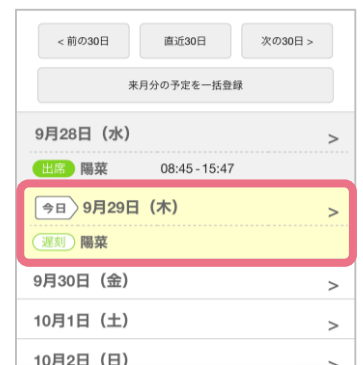 < 前の30日 直近30日 次の30日 >
来月分の予定を一括登録
9月28日（水） >
出席 陽菜 08:45 - 15:47
今日 9月29日（木） >
遅刻 陽菜
9月30日（金） >
10月1日（土） >
10月2日（日） >